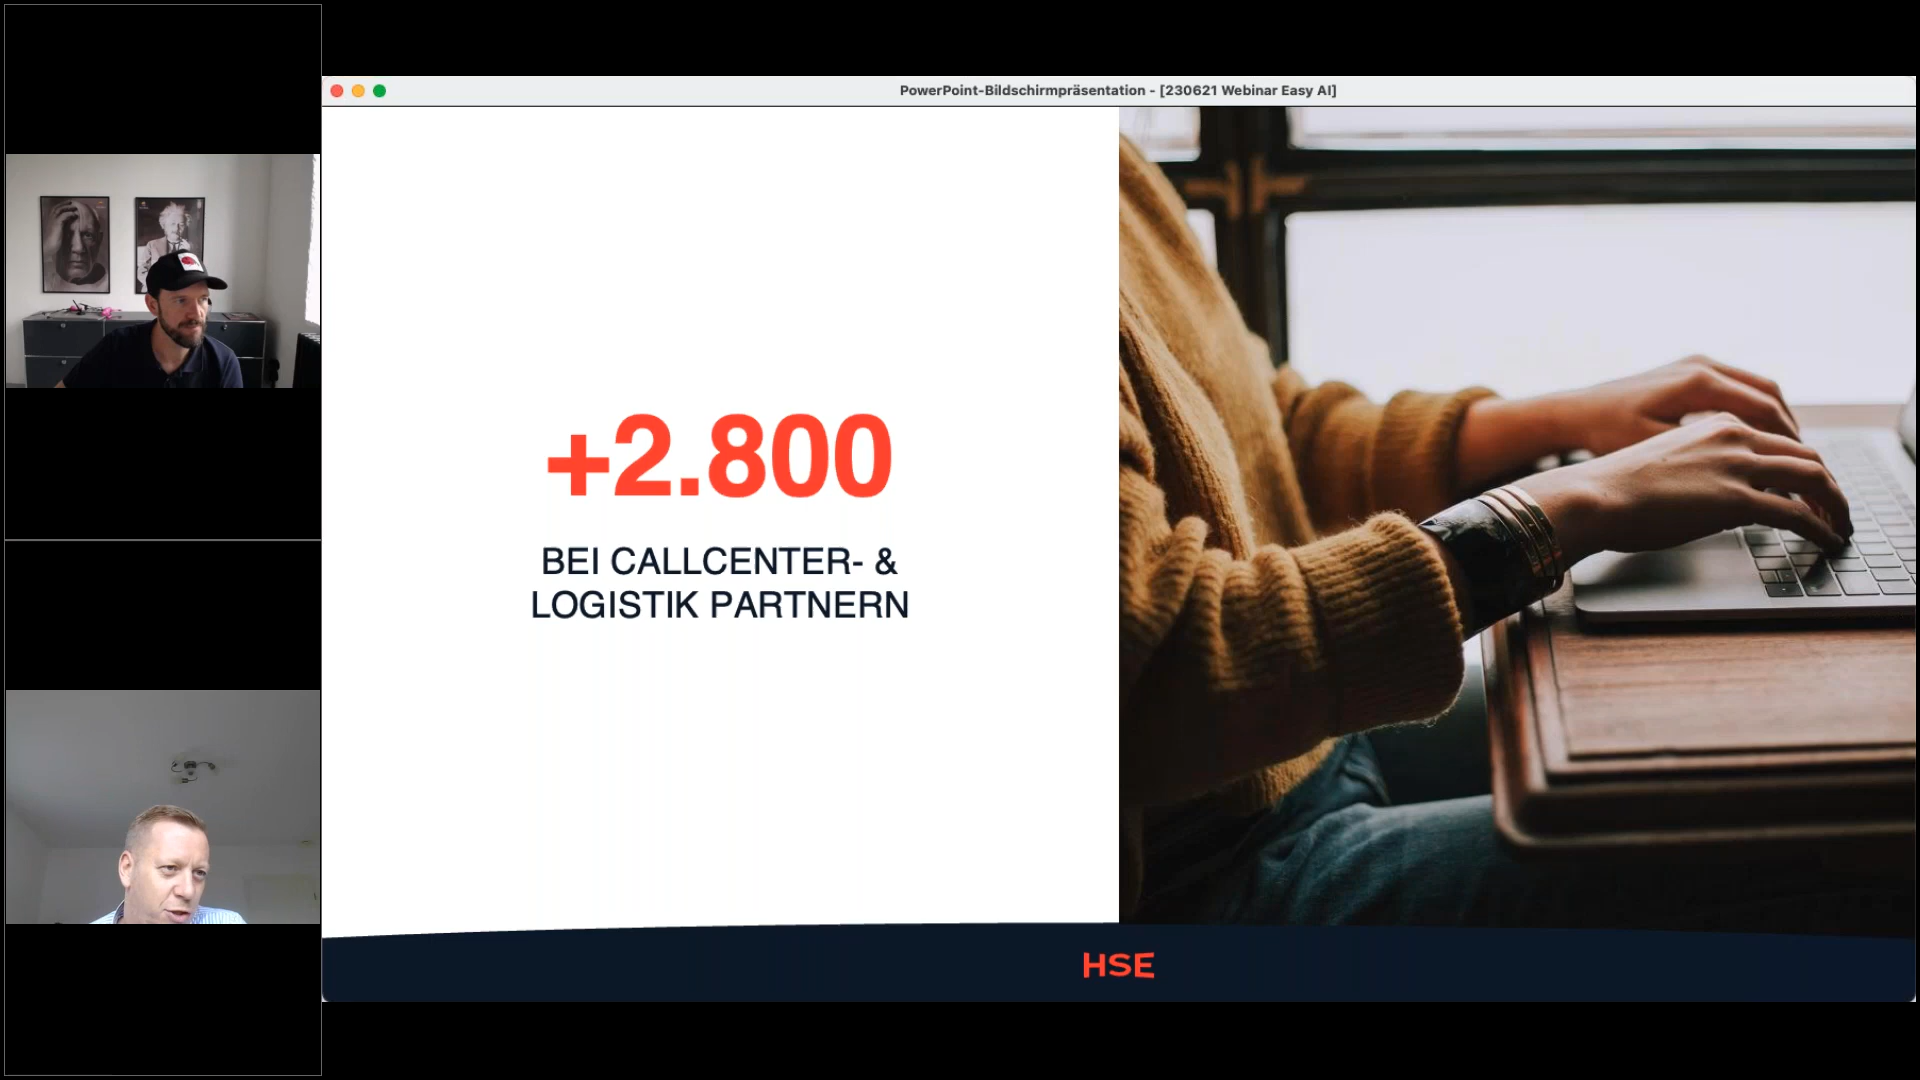 PowerPoint-Bildschirmpräsentation - [230621 Webinar Easy AI]
+2.800
BEI CALLCENTER- &
LOGISTIK PARTNERN
HSE